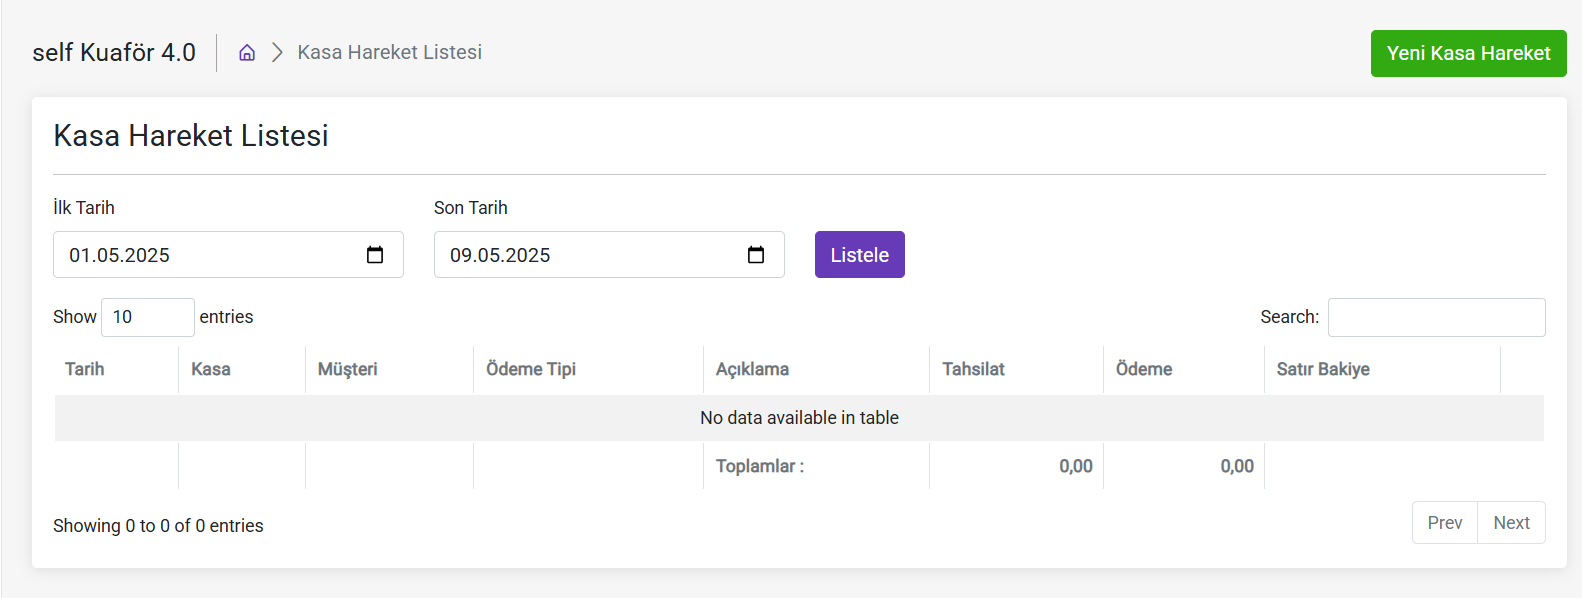 self Kuaför 4.0 Kasa Hareket Listesi Yeni Kasa Hareket
Kasa Hareket Listesi
İlk Tarih Son Tarih
01.05.2025 09.05.2025 Listele
Show 10 entries Search:
Tarih Kasa Müşteri Ödeme Tipi Açıklama Tahsilat Ödeme Satır Bakiye
No data available in table
Toplamlar : 0,00 0,00
Showing 0 to 0 of 0 entries Prev Next